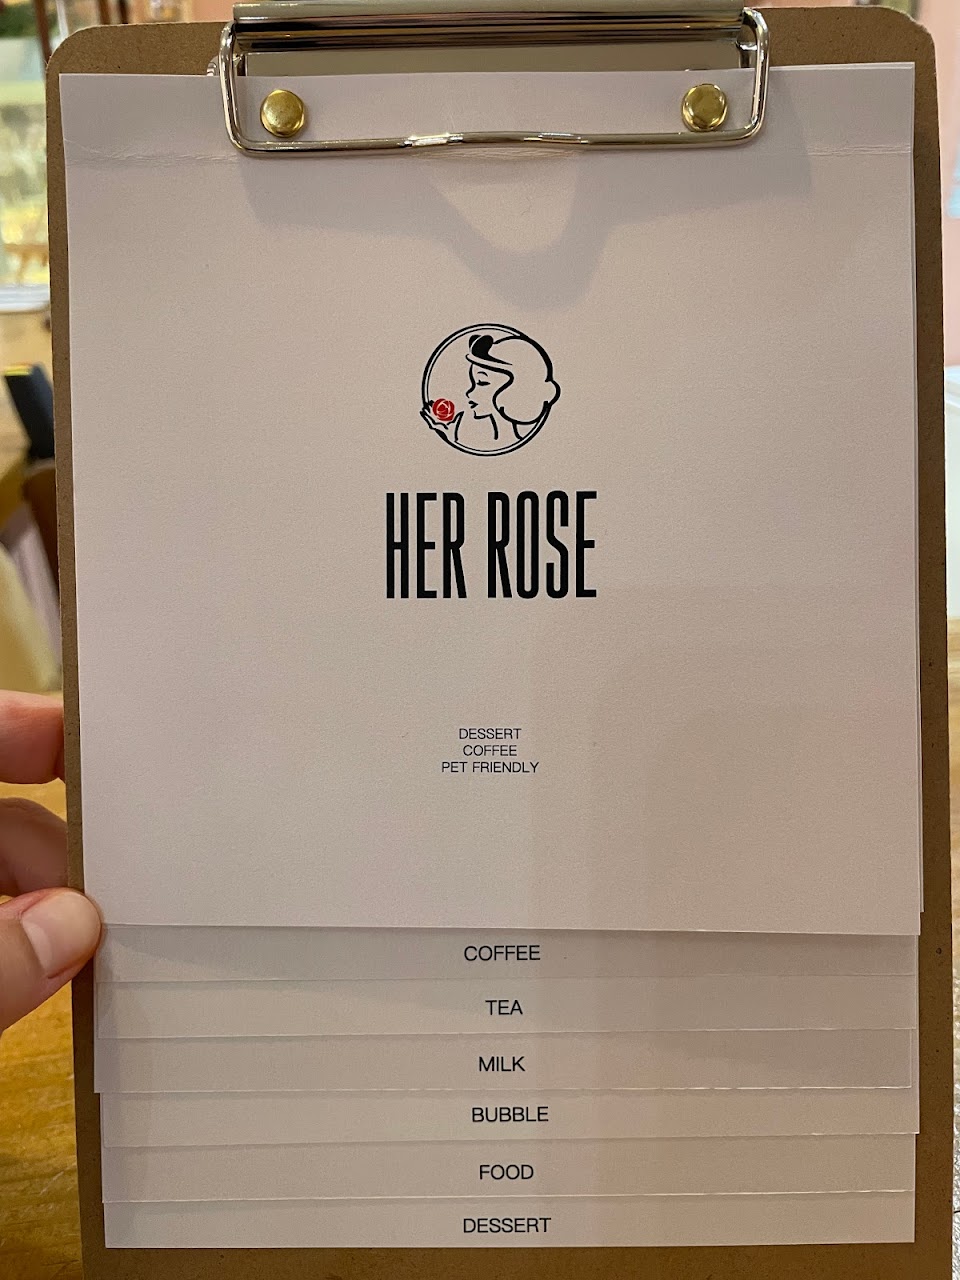 HER ROSE
DESSERT
COFFEE
PET FRIENDLY
COFFEE
TEA
MILK
BUBBLE
FOOD
DESSERT